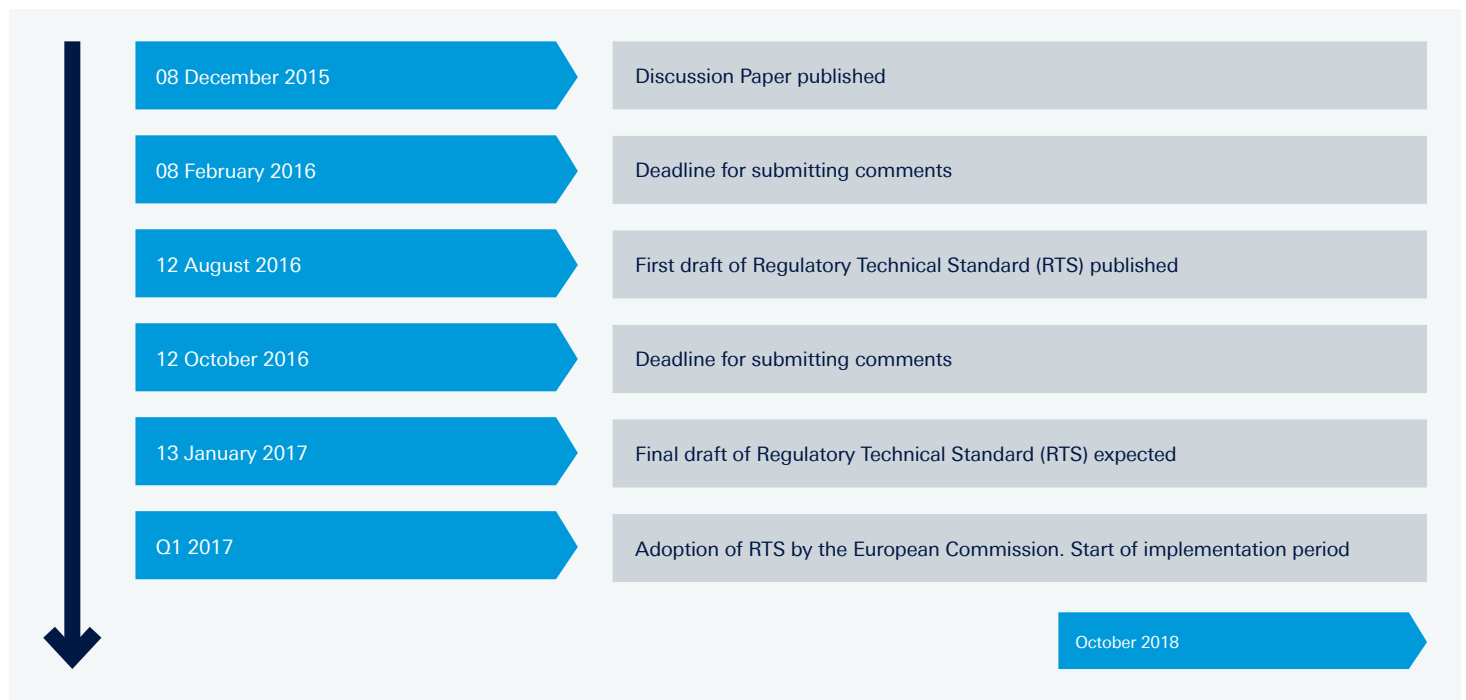 08 December 2015
Discussion Paper published
08 February 2016
Deadline for submitting comments
12 August 2016
First draft of Regulatory Technical Standard (RTS) published
12 October 2016
Deadline for submitting comments
13 January 2017
Final draft of Regulatory Technical Standard (RTS) expected
Q1 2017
Adoption of RTS by the European Commission. Start of implementation period
October 2018